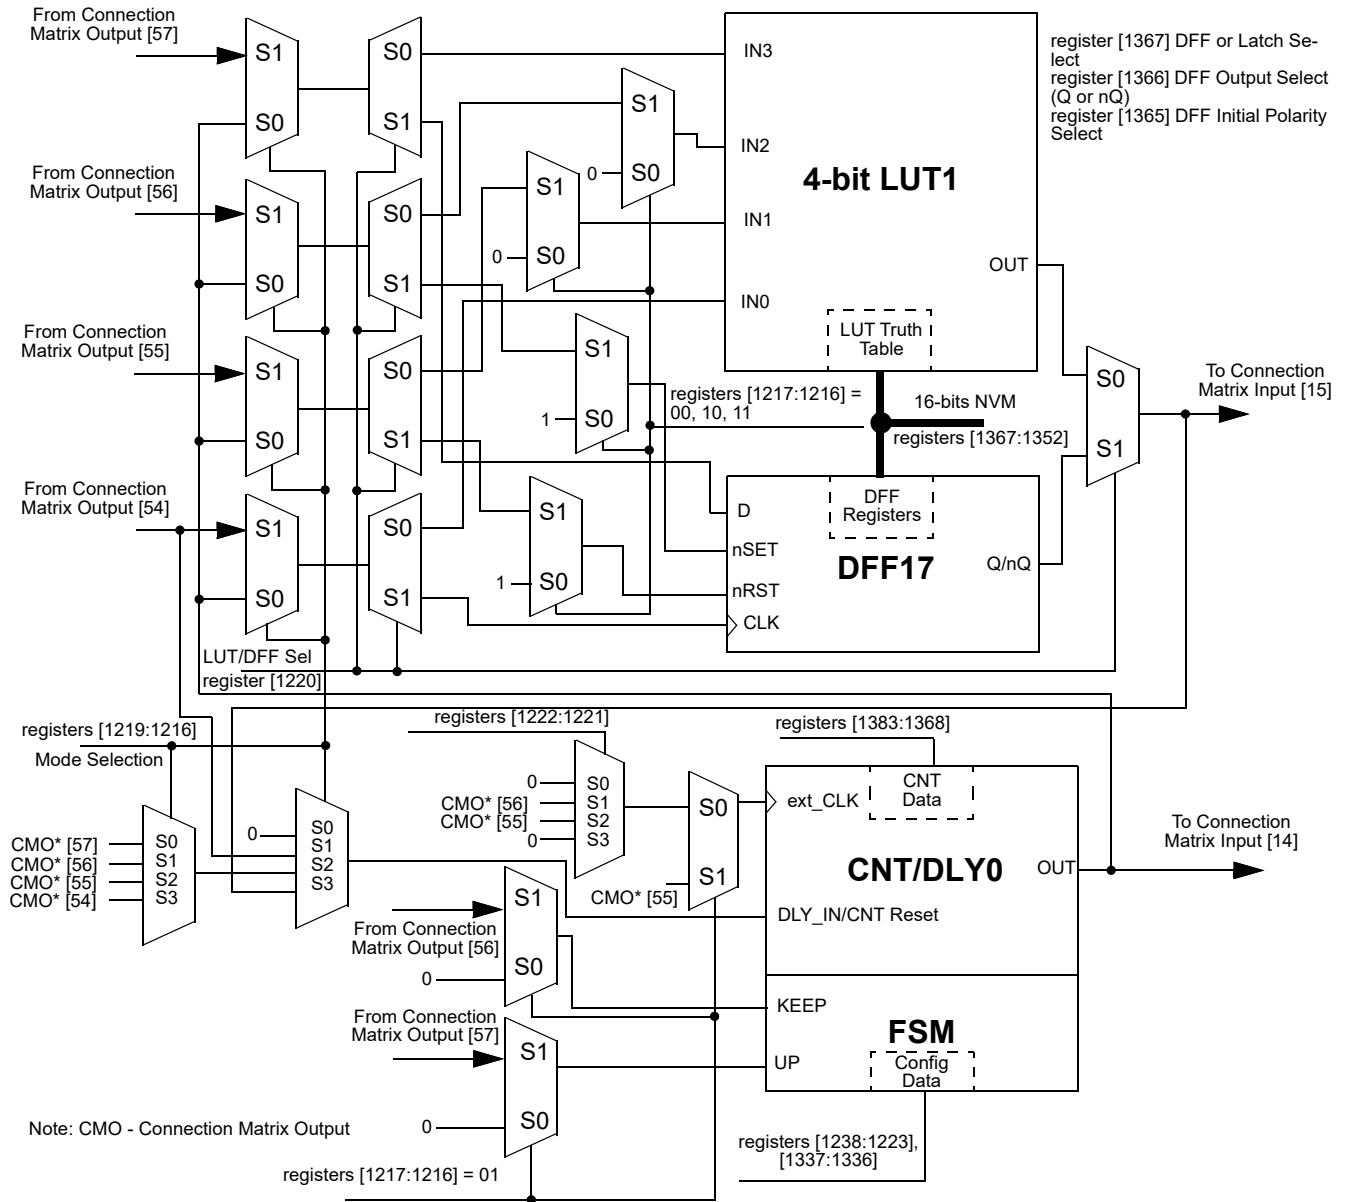 From Connection
Matrix Output [57]
S1
S0
S0
S1
From Connection
Matrix Output [56]
S1
S0
S0
S1
From Connection
Matrix Output [55]
S1
S0
S0
S1
From Connection
Matrix Output [54]
S1
S0
S0
S1
S1
0
S0
S1
0
S0
S1
1
S0
S1
1
S0
IN3
IN2
IN1
IN0
4-bit LUT1
OUT
LUT Truth
Table
register [1367] DFF or Latch Se-
lect
register [1366] DFF Output Select
(Q or nQ)
register [1365] DFF Initial Polarity
Select
registers [1217:1216] =
00, 10, 11
16-bits NVM
registers [1367:1352]
S0
S1
To Connection
Matrix Input [15]
DFF
Registers
D
nSET
nRST
CLK
DFF17
Q/nQ
LUT/DFF Sel
register [1220]
registers [1219:1216]
Mode Selection
CMO* [57]
CMO* [56]
CMO* [55]
CMO* [54]
S0
S1
S2
S3
0
S0
S1
S2
S3
registers [1222:1221]
0
CMO* [56]
CMO* [55]
0
S0
S1
S2
S3
S0
S1
CMO* [55]
registers [1383:1368]
ext_CLK
CNT
Data
CNT/DLY0
OUT
DLY_IN/CNT Reset
To Connection
Matrix Input [14]
From Connection
Matrix Output [56]
0
S1
S0
KEEP
FSM
UP
Config
Data
From Connection
Matrix Output [57]
0
S1
S0
Note: CMO - Connection Matrix Output
registers [1217:1216] = 01
registers [1238:1223],
[1337:1336]